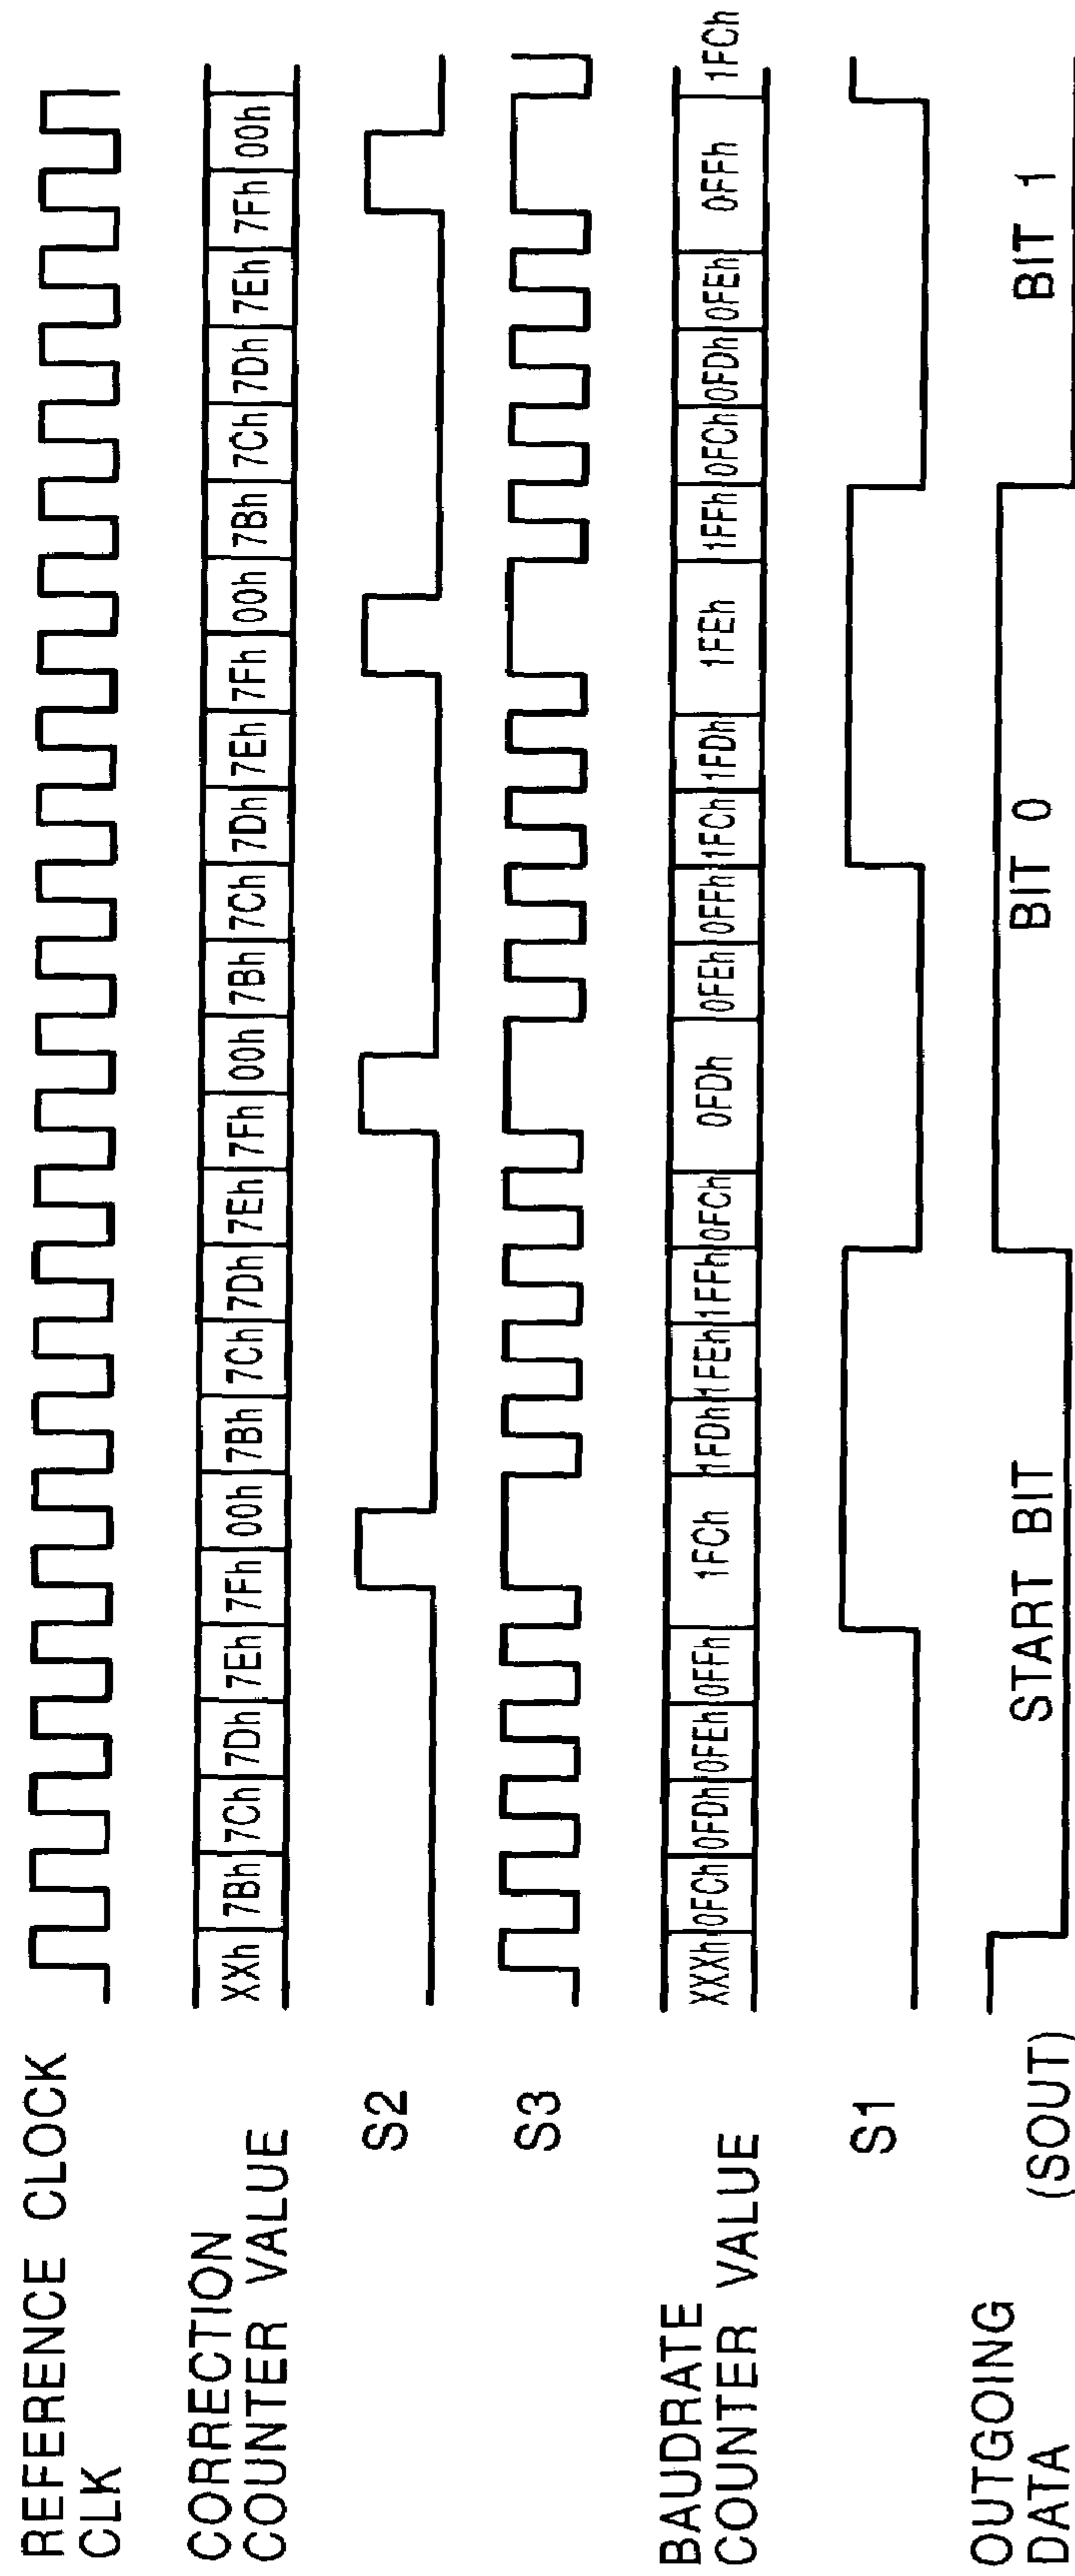 REFERENCE CLOCK
CLK
CORRECTION
COUNTER VALUE
XXh 7Bh 7Ch 7Dh 7Eh 7Fh 00h 7Bh 7Ch 7Dh 7Eh 7Fh 00h 7Bh 7Ch 7Dh 7Eh 7Fh 00h 7Bh 7Ch 7Dh 7Eh 7Fh 00h
S2
S3
BAUDRATE
COUNTER VALUE
XXXh 0FCh 0FDh 0FEh 0FFh 1FCh 1FDh 1FEh 1FFh 0FCh 0FDh 0FEh 0FFh 1FCh 1FDh 1FEh 1FFh 0FCh 0FDh 0FEh 0FFh 1FCh
S1
OUTGOING
DATA (SOUT)
START BIT BIT 0 BIT 1